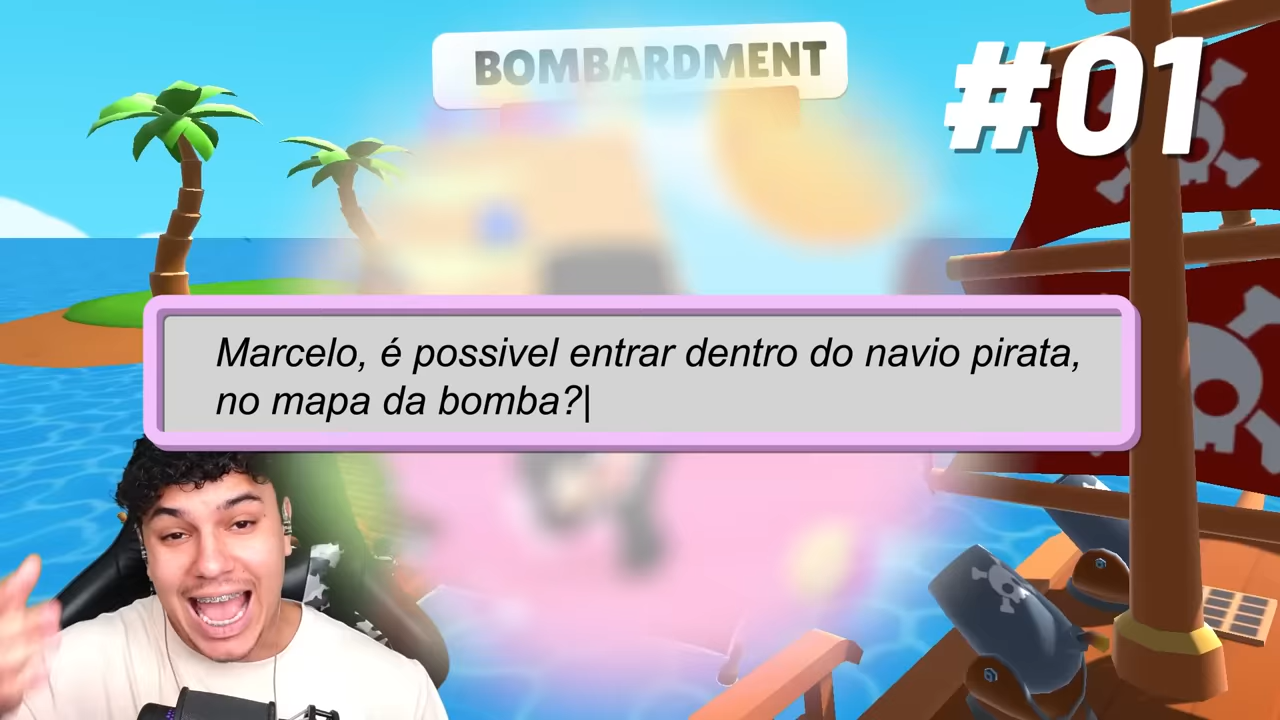 BOMBARDMENT
#01
Marcelo, é possivel entrar dentro do navio pirata,
no mapa da bomba?|